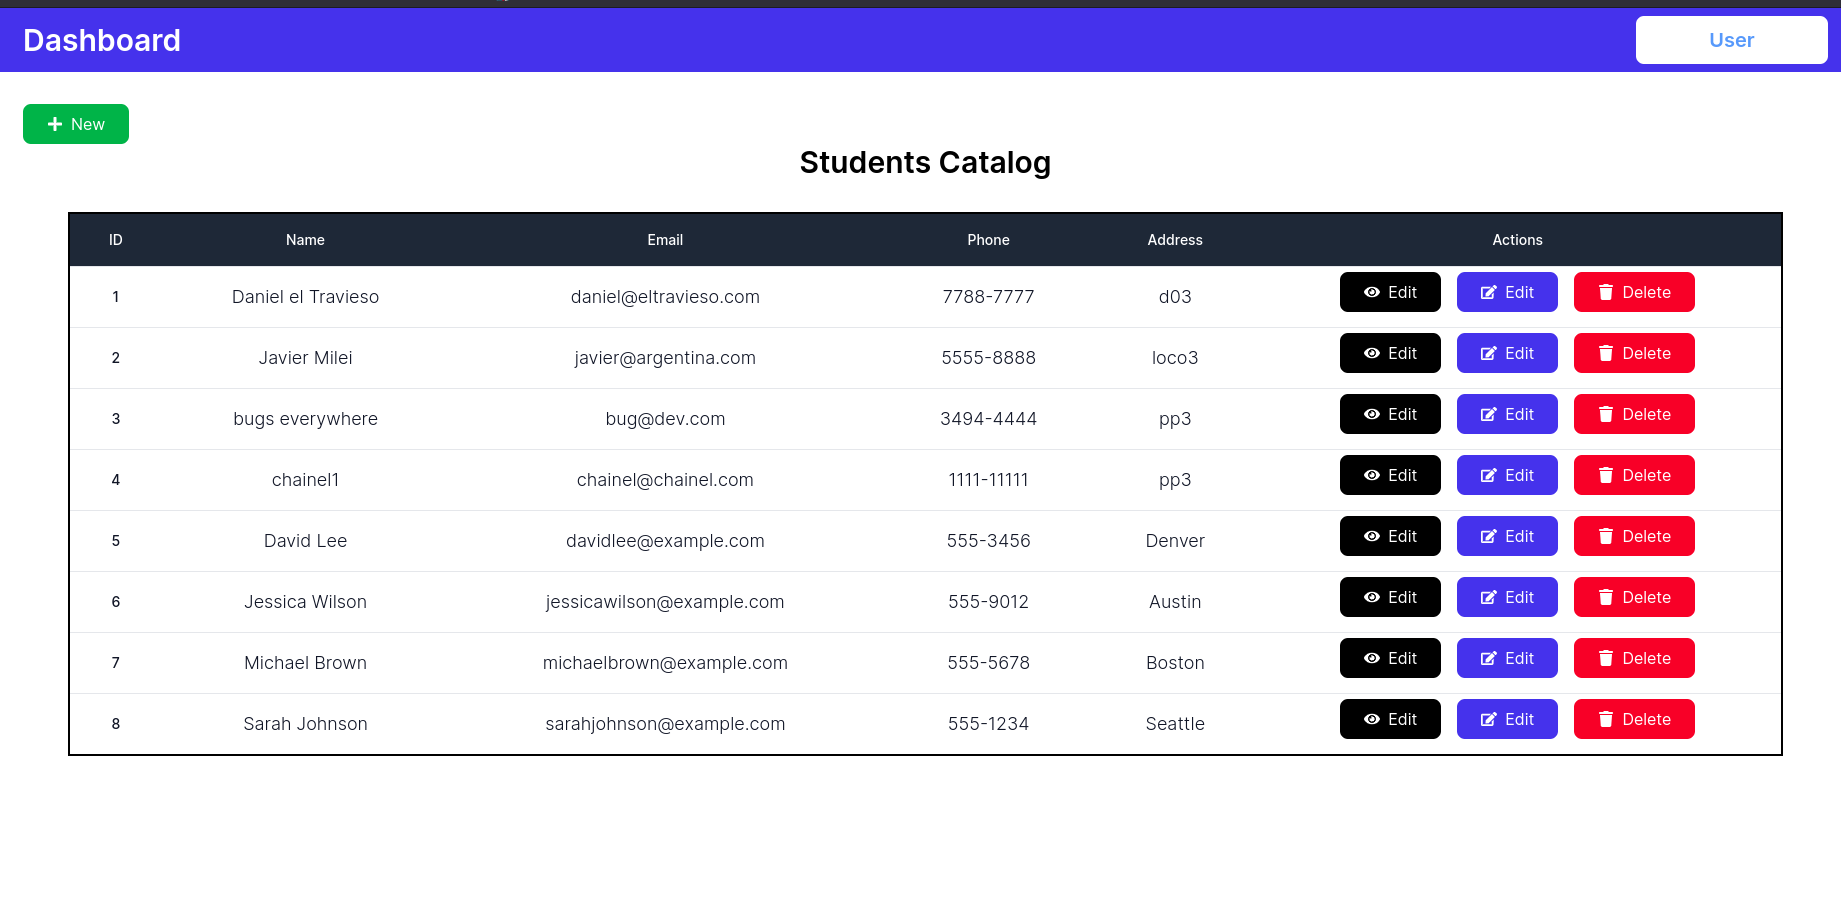 Dashboard User
New
Students Catalog
ID Name Email Phone Address Actions
1 Daniel el Travieso daniel@eltravieso.com 7788-7777 d03 Edit Edit Delete
2 Javier Milei javier@argentina.com 5555-8888 loco3 Edit Edit Delete
3 bugs everywhere bug@dev.com 3494-4444 pp3 Edit Edit Delete
4 chainel1 chainel@chainel.com 1111-11111 pp3 Edit Edit Delete
5 David Lee davidlee@example.com 555-3456 Denver Edit Edit Delete
6 Jessica Wilson jessicawilson@example.com 555-9012 Austin Edit Edit Delete
7 Michael Brown michaelbrown@example.com 555-5678 Boston Edit Edit Delete
8 Sarah Johnson sarahjohnson@example.com 555-1234 Seattle Edit Edit Delete